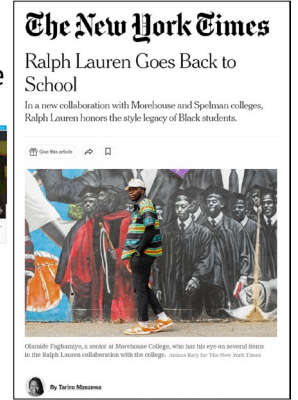 The New York Times
Ralph Lauren Goes Back to
School
In a new collaboration with Morehouse and Spelman colleges,
Ralph Lauren honors the style legacy of Black students.
Give this article
Olamide Fagbamiye, a senior at Morehouse College, who has his eye on several items
in the Ralph Lauren collaboration with the college. Aminta Barry for The New York Times
By Tariro Mzezewa